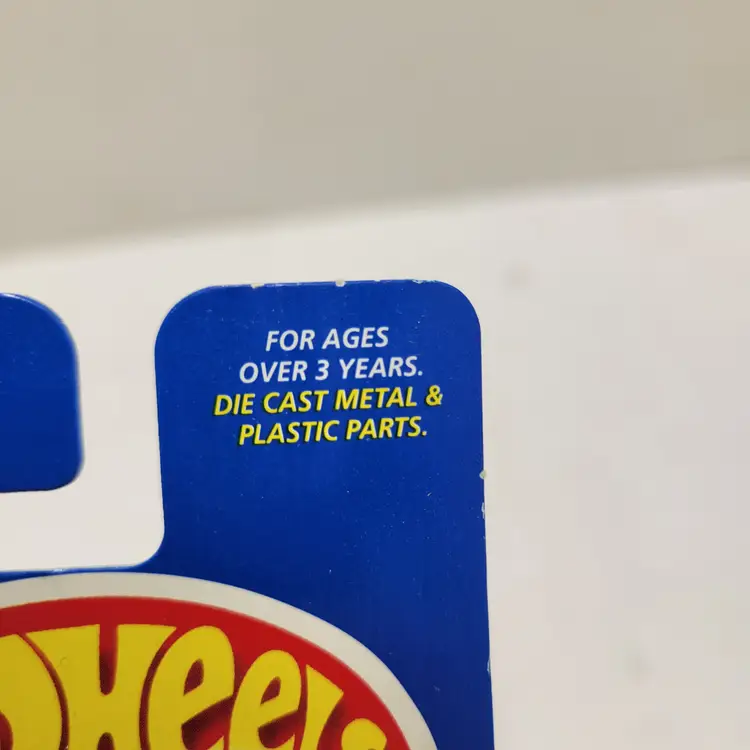 FOR AGES
OVER 3 YEARS.
DIE CAST METAL &
PLASTIC PARTS.